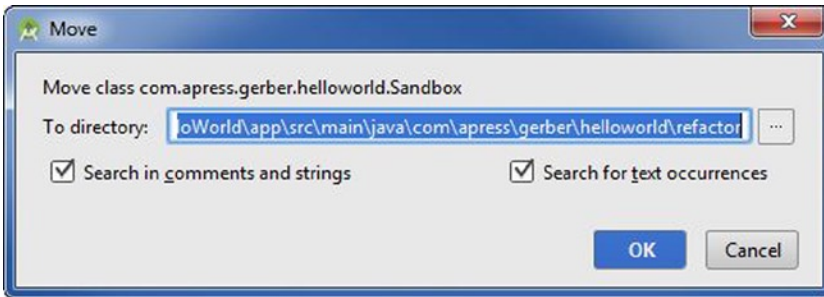 Move
Move class com.apress.gerber.helloworld.Sandbox
To directory: loWorld\app\src\main\java\com\apress\gerber\helloworld\refactor ...
Search in comments and strings Search for text occurrences
OK Cancel